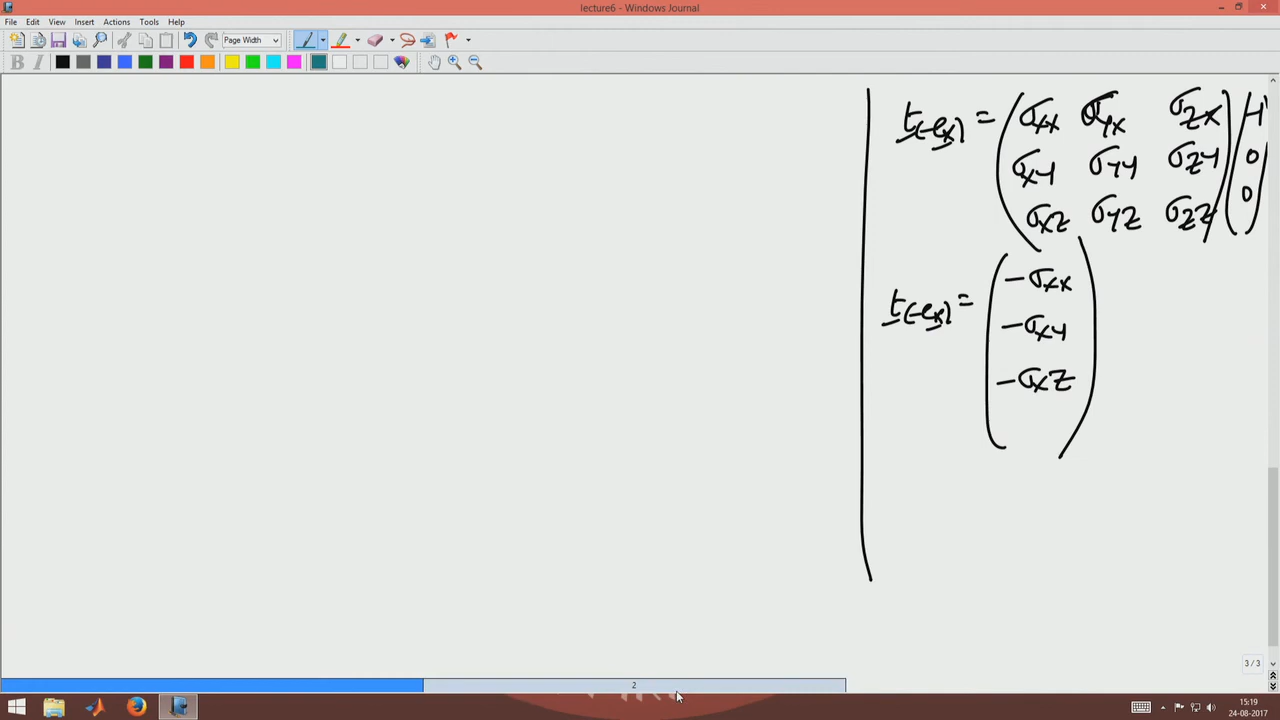 lecture6 - Windows Journal
File Edit View Insert Actions Tools Help
Page Width
B I
t(-ex) = (σxx σyx σzx) (-1)
(σxy σyy σzy) (0)
(σxz σyz σzz) (0)
t(-ex) = (-σxx)
(-σxy)
(-σxz)
3/3
2
15:19
24-08-2017